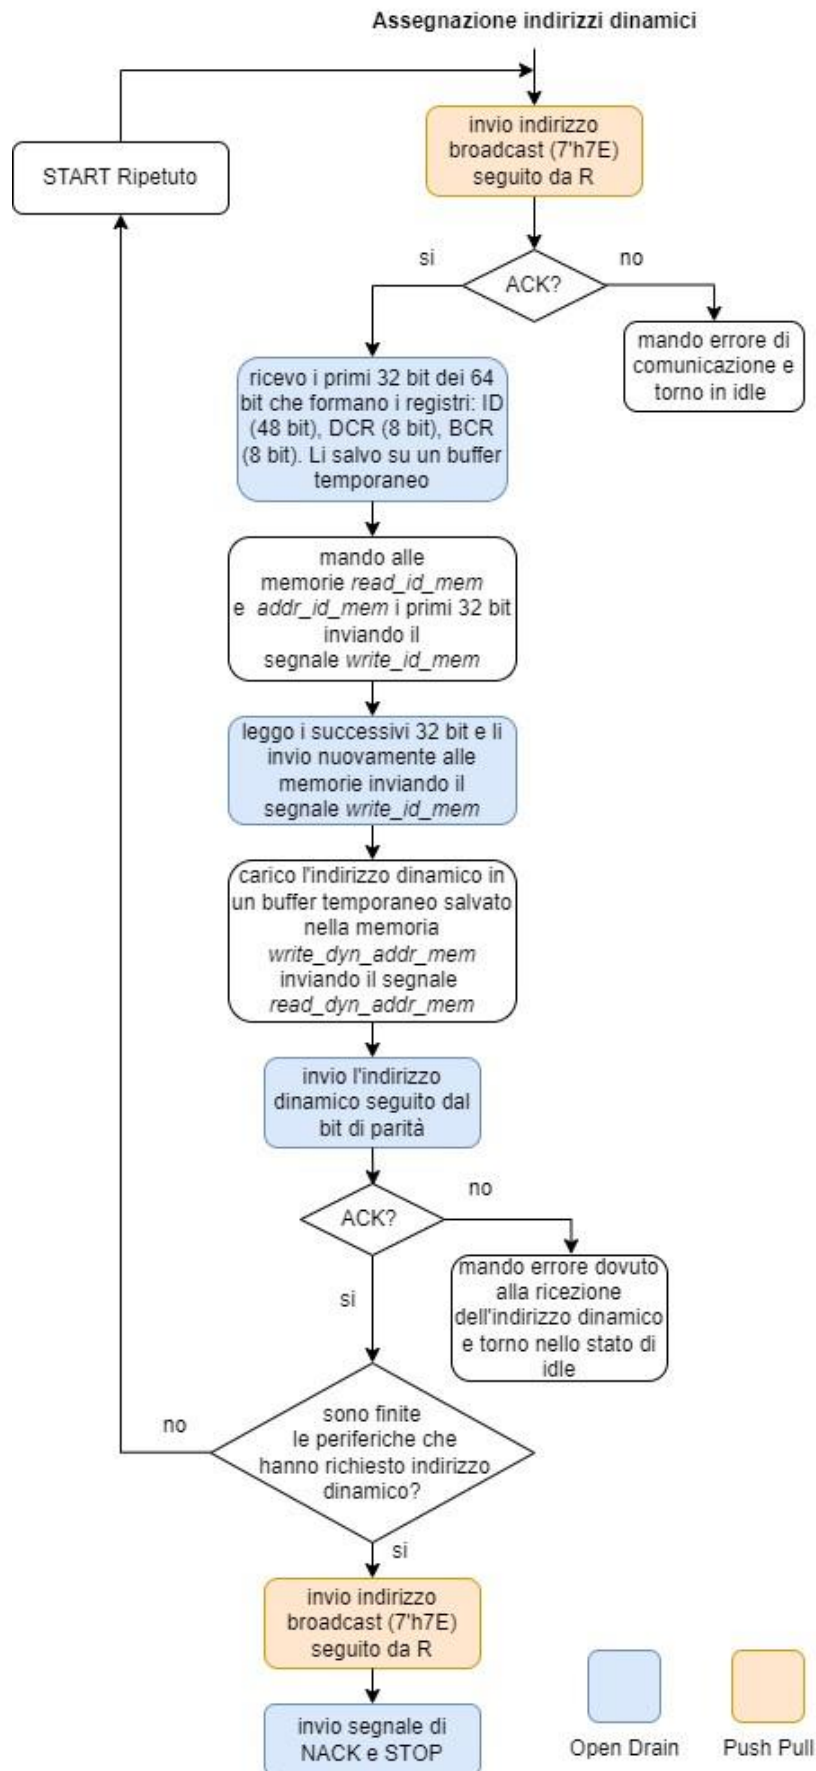 Assegnazione indirizzi dinamici
invio indirizzo
broadcast (7'h7E)
seguito da R
START Ripetuto
si
no
ACK?
mando errore di
comunicazione e
torno in idle
ricevo i primi 32 bit dei 64
bit che formano i registri: ID
(48 bit), DCR (8 bit), BCR
(8 bit). Li salvo su un buffer
temporaneo
mando alle
memorie read_id_mem
e addr_id_mem i primi 32 bit
inviando il
segnale write_id_mem
leggo i successivi 32 bit e li
invio nuovamente alle
memorie inviando il
segnale write_id_mem
carico l'indirizzo dinamico in
un buffer temporaneo salvato
nella memoria
write_dyn_addr_mem
inviando il segnale
read_dyn_addr_mem
invio l'indirizzo
dinamico seguito dal
bit di parità
ACK?
no
si
mando errore dovuto
alla ricezione
dell'indirizzo dinamico
e torno nello stato di
idle
no
sono finite
le periferiche che
hanno richiesto indirizzo
dinamico?
si
invio indirizzo
broadcast (7'h7E)
seguito da R
invio segnale di
NACK e STOP
Open Drain
Push Pull